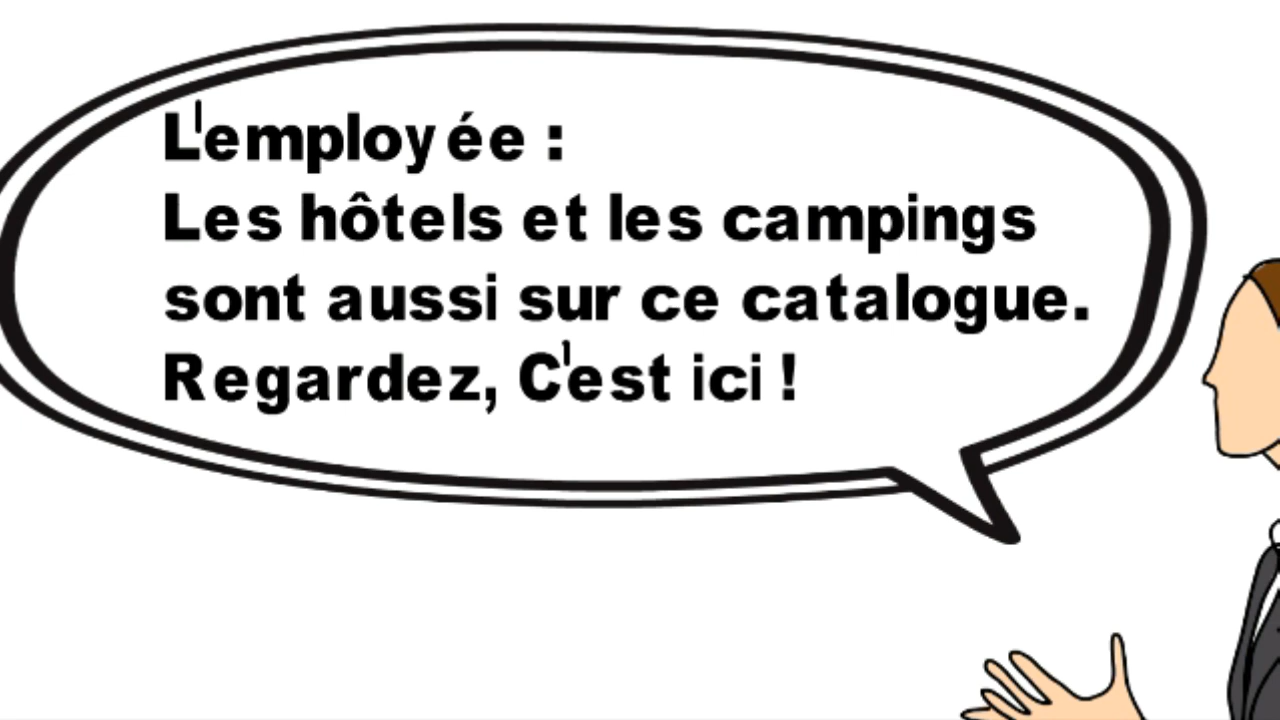 L'employée :
Les hôtels et les campings
sont aussi sur ce catalogue.
Regardez, C'est ici !